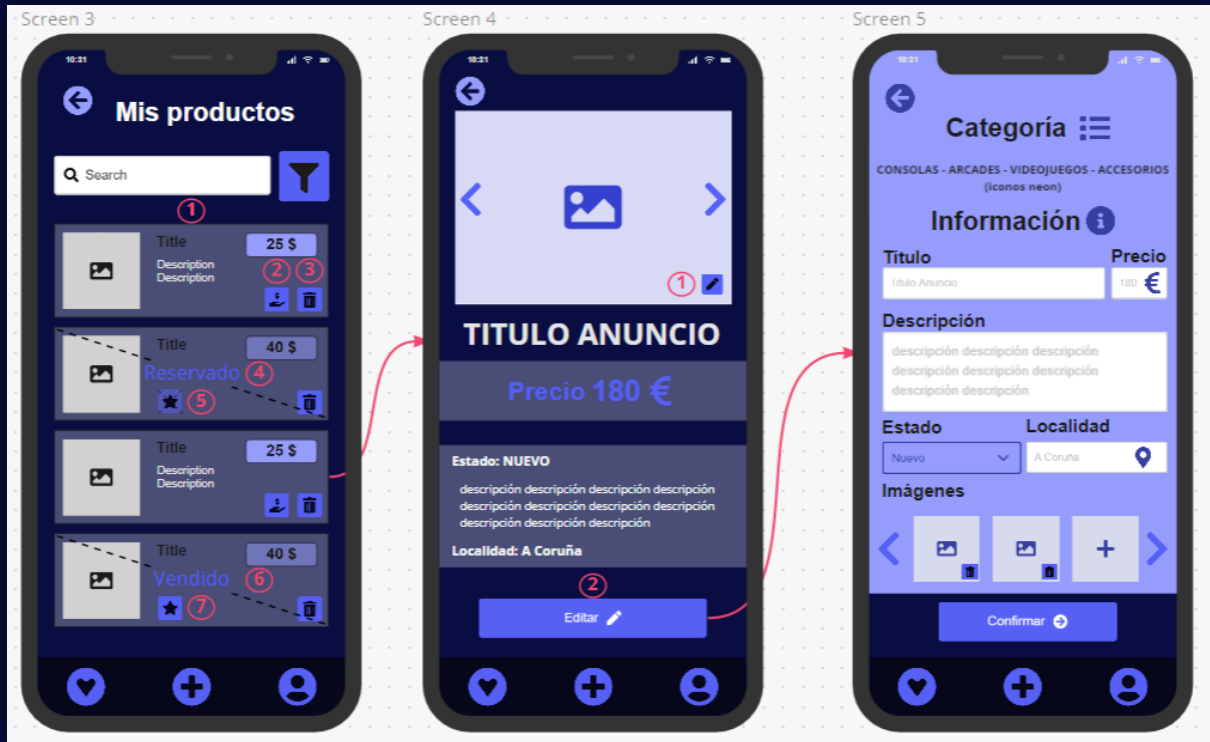 Screen 3
10:31
Mis productos
Search
1
Title
25 $
Description
Description
2
3
Title
40 $
Reservado
4
5
Title
25 $
Description
Description
Title
40 $
Vendido
6
7
Screen 4
10:31
1
TITULO ANUNCIO
Precio 180 €
Estado: NUEVO
descripción descripción descripción descripción
descripción descripción descripción descripción
descripción descripción descripción
Localidad: A Coruña
2
Editar
Screen 5
10:31
Categoría
CONSOLAS - ARCADES - VIDEOJUEGOS - ACCESORIOS
(iconos neon)
Información
Título
Precio
Título Anuncio
180 €
Descripción
descripción descripción descripción
descripción descripción descripción
descripción descripción
Estado
Localidad
Nuevo
A Coruña
Imágenes
Confirmar